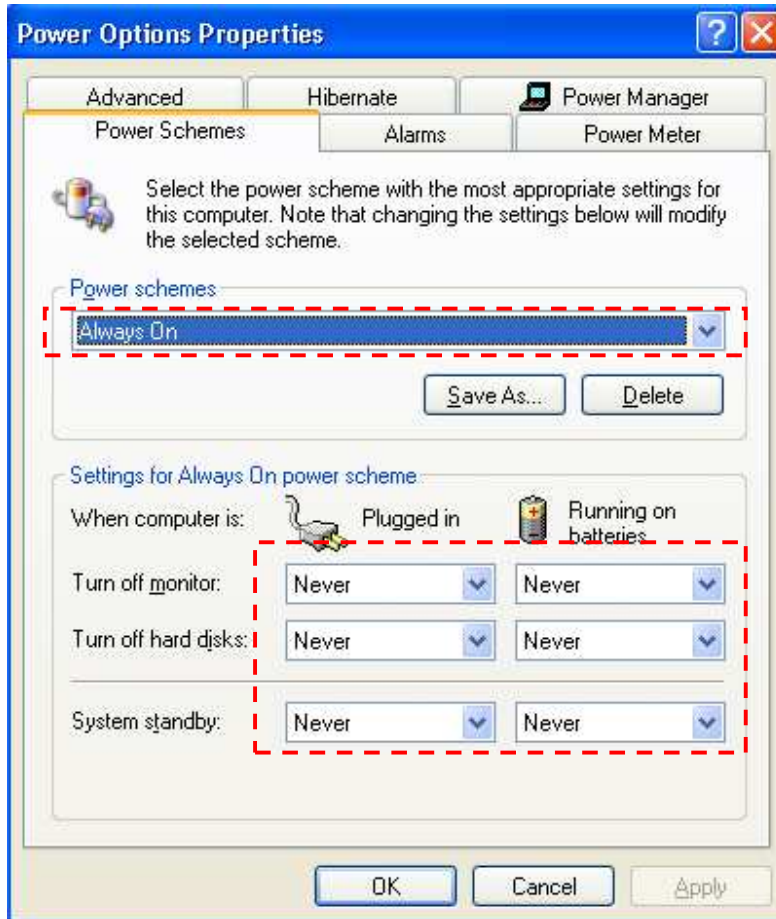 Power Options Properties
Advanced Hibernate Power Manager
Power Schemes Alarms Power Meter
Select the power scheme with the most appropriate settings for
this computer. Note that changing the settings below will modify
the selected scheme.
Power schemes
Always On
Save As... Delete
Settings for Always On power scheme
When computer is: Plugged in Running on
batteries
Turn off monitor: Never Never
Turn off hard disks: Never Never
System standby: Never Never
OK Cancel Apply